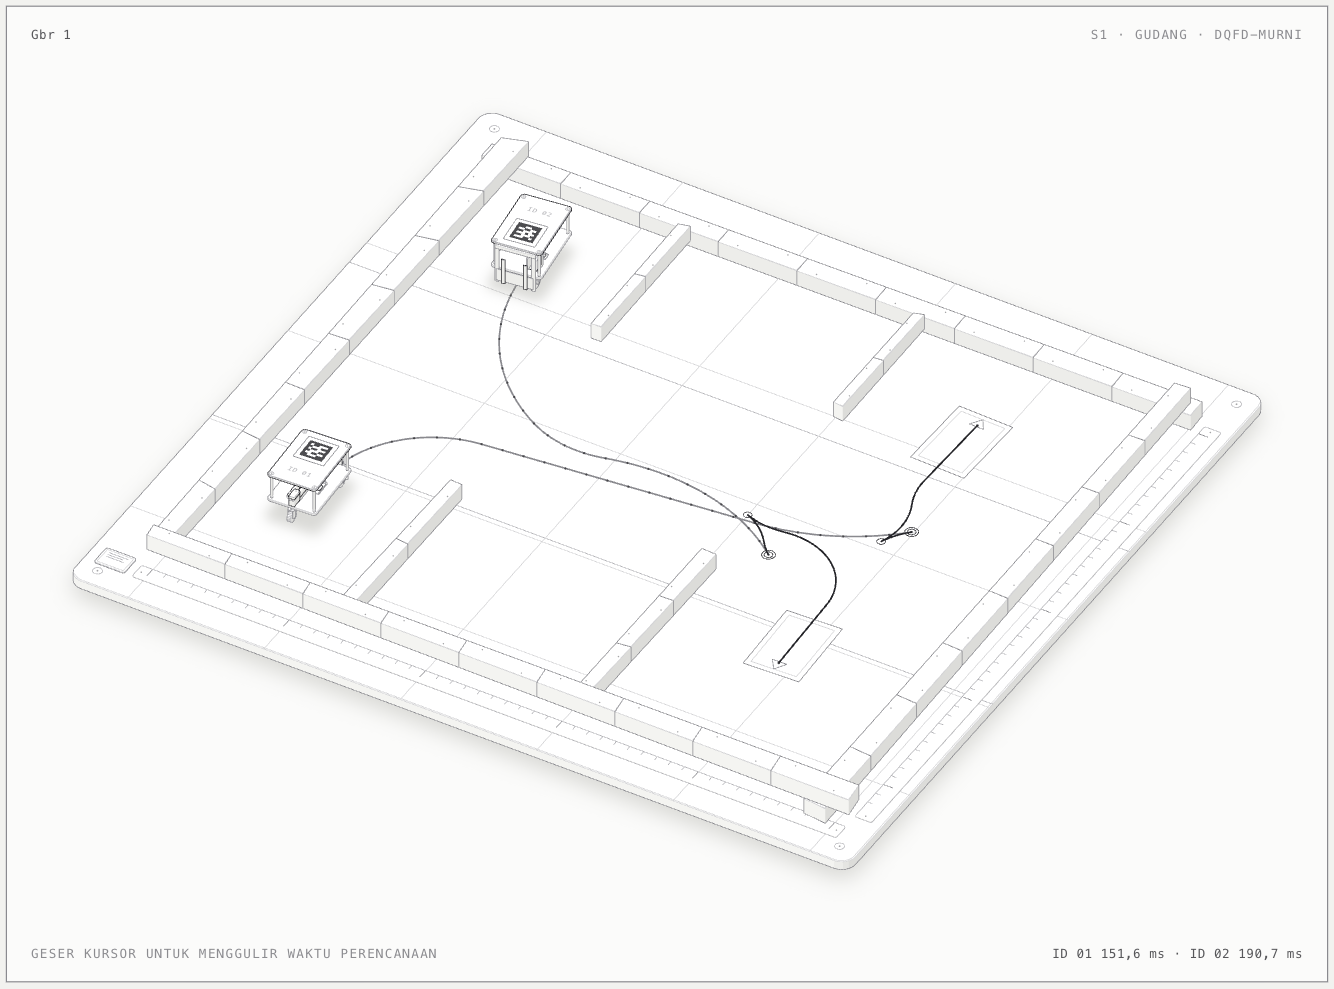 Gbr 1
S1 · GUDANG · DQFD–MURNI
ID 02
ID 01
GESER KURSOR UNTUK MENGGULIR WAKTU PERENCANAAN
ID 01 151,6 ms · ID 02 190,7 ms